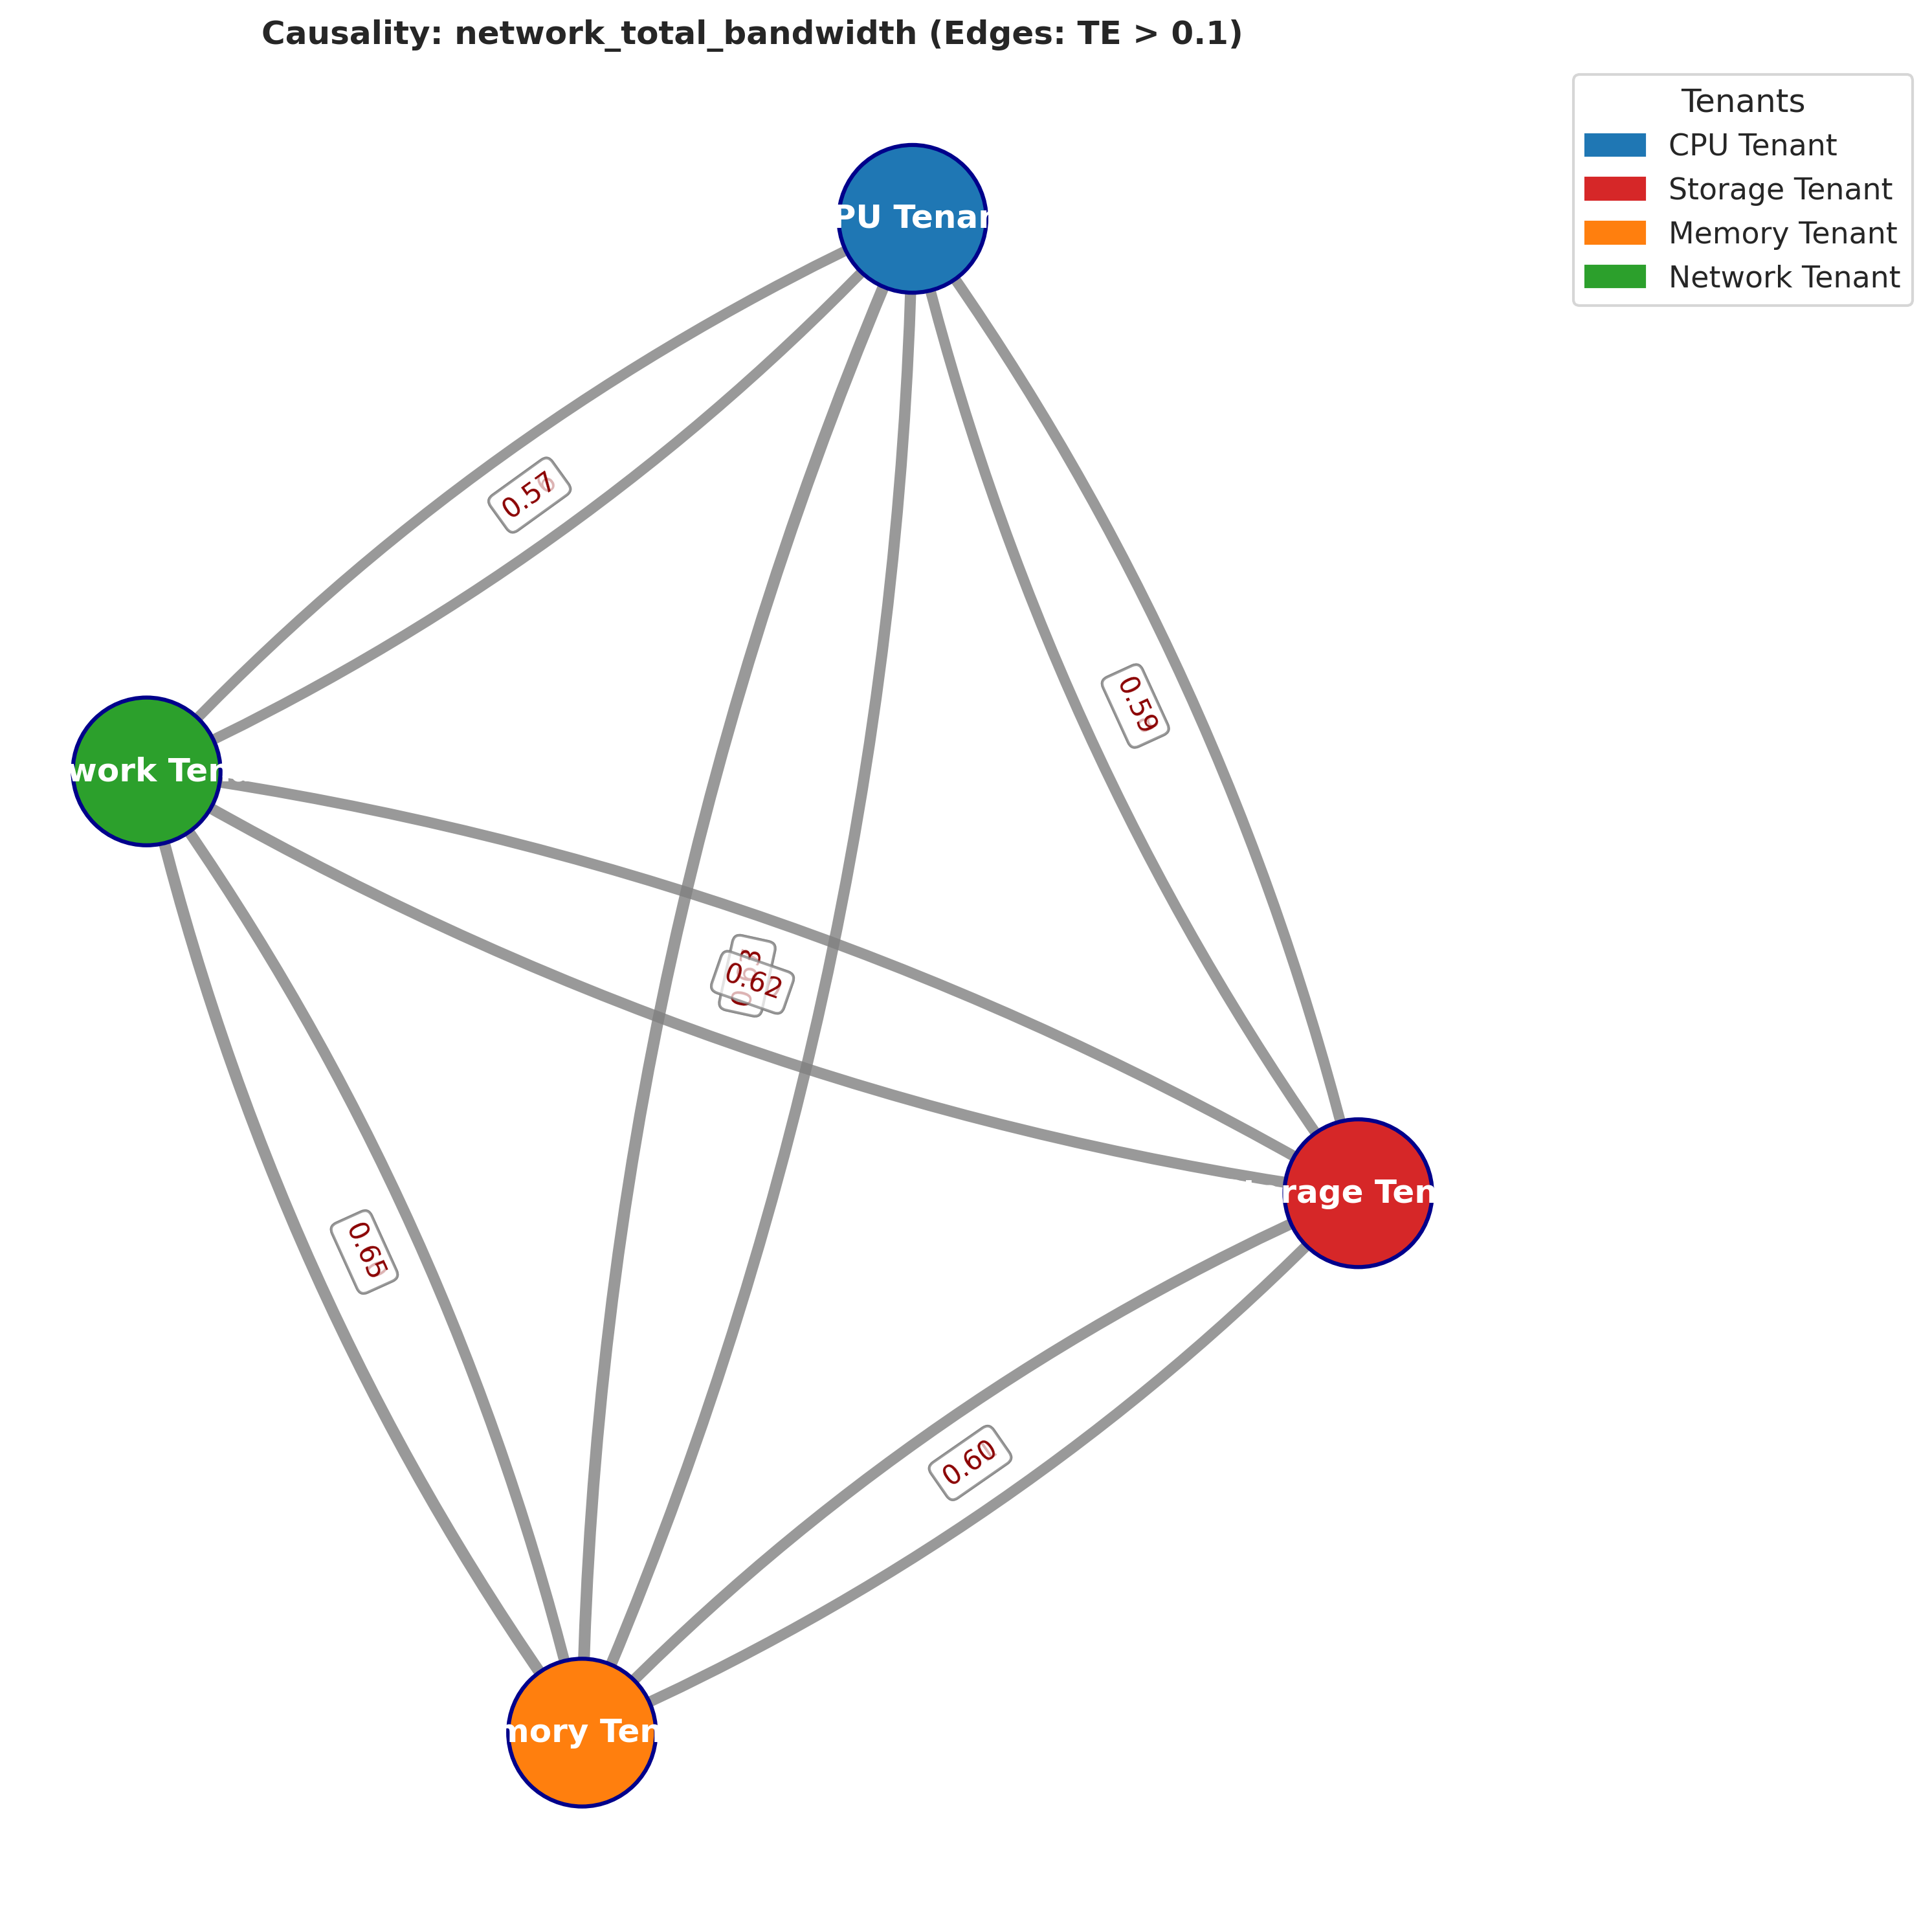 Causality: network_total_bandwidth (Edges: TE > 0.1)
Tenants
CPU Tenant
Storage Tenant
Memory Tenant
Network Tenant
PU Tenan
0.57
0.59
work Ten
0.62
rage Ten
0.65
0.60
mory Ten